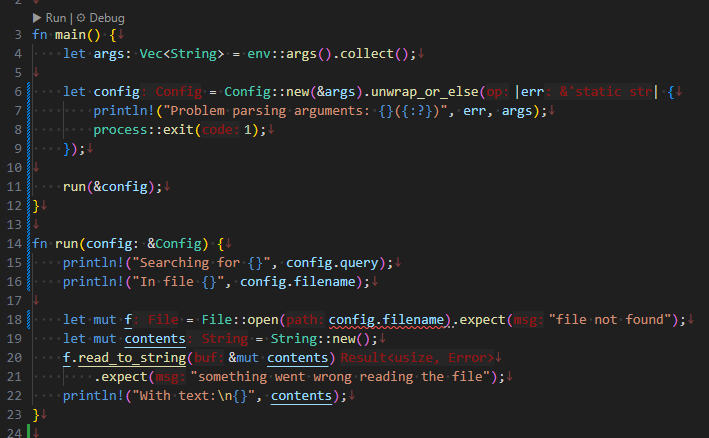 2
Run | Debug
3 fn main() {
4 let args: Vec<String> = env::args().collect();
5
6 let config: Config = Config::new(&args).unwrap_or_else(op: |err: &'static str| {
7 println!("Problem parsing arguments: {}({:?})", err, args);
8 process::exit(code: 1);
9 });
10
11 run(&config);
12 }
13
14 fn run(config: &Config) {
15 println!("Searching for {}", config.query);
16 println!("In file {}", config.filename);
17
18 let mut f: File = File::open(path: config.filename).expect(msg: "file not found");
19 let mut contents: String = String::new();
20 f.read_to_string(buf: &mut contents) Result<usize, Error>
21 .expect(msg: "something went wrong reading the file");
22 println!("With text:\n{}", contents);
23 }
24